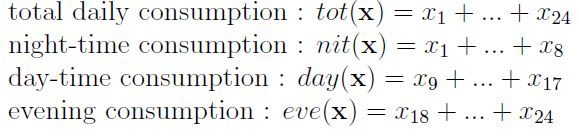 total daily consumption : tot(x) = x₁ + ... + x₂₄
night-time consumption : nit(x) = x₁ + ... + x₈
day-time consumption : day(x) = x₉ + ... + x₁₇
evening consumption : eve(x) = x₁₈ + ... + x₂₄